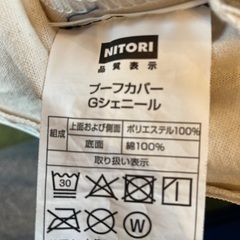 NITORI
品質表示
プーフカバー
Gシェニール
組成 上面および側面 ポリエステル100%
底面 綿100%
取り扱い表示
30
W